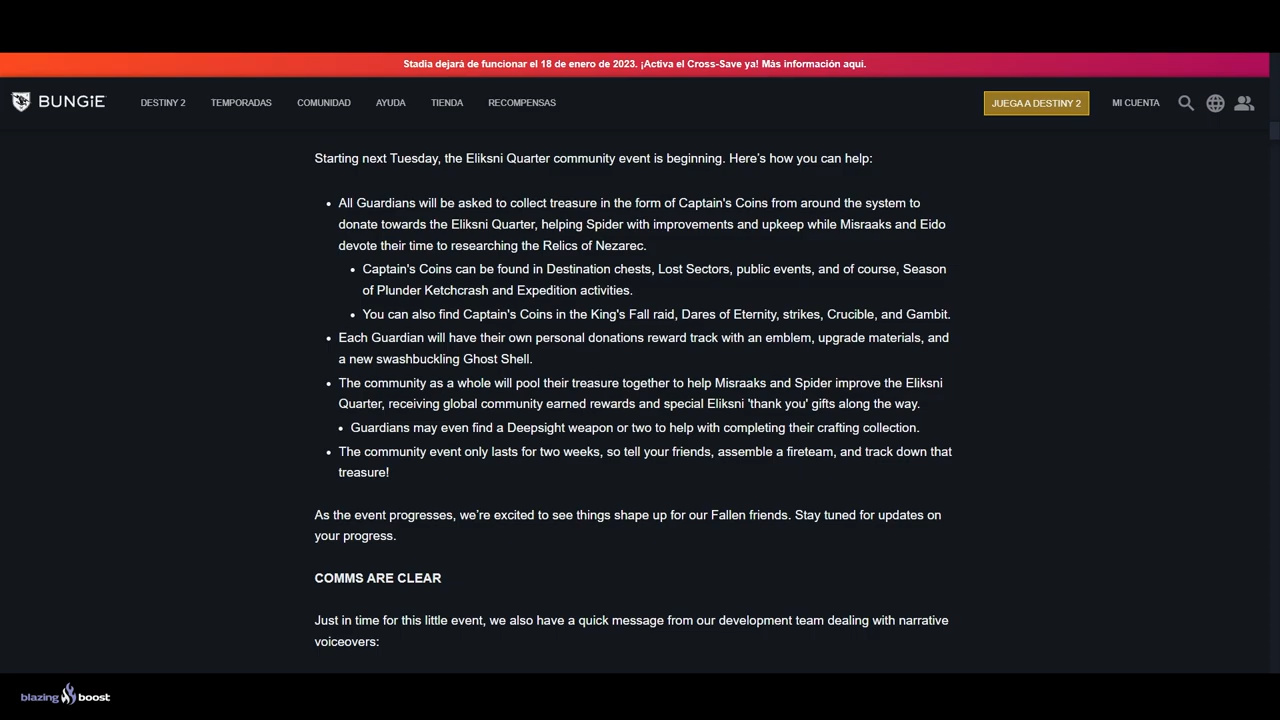 Stadia dejará de funcionar el 18 de enero de 2023. ¡Activa el Cross-Save ya! Más información aquí.
BUNGiE DESTINY 2 TEMPORADAS COMUNIDAD AYUDA TIENDA RECOMPENSAS JUEGA A DESTINY 2 MI CUENTA
Starting next Tuesday, the Eliksni Quarter community event is beginning. Here’s how you can help:
• All Guardians will be asked to collect treasure in the form of Captain's Coins from around the system to
donate towards the Eliksni Quarter, helping Spider with improvements and upkeep while Misraaks and Eido
devote their time to researching the Relics of Nezarec.
• Captain's Coins can be found in Destination chests, Lost Sectors, public events, and of course, Season
of Plunder Ketchcrash and Expedition activities.
• You can also find Captain's Coins in the King's Fall raid, Dares of Eternity, strikes, Crucible, and Gambit.
• Each Guardian will have their own personal donations reward track with an emblem, upgrade materials, and
a new swashbuckling Ghost Shell.
• The community as a whole will pool their treasure together to help Misraaks and Spider improve the Eliksni
Quarter, receiving global community earned rewards and special Eliksni 'thank you' gifts along the way.
• Guardians may even find a Deepsight weapon or two to help with completing their crafting collection.
• The community event only lasts for two weeks, so tell your friends, assemble a fireteam, and track down that
treasure!
As the event progresses, we’re excited to see things shape up for our Fallen friends. Stay tuned for updates on
your progress.
COMMS ARE CLEAR
Just in time for this little event, we also have a quick message from our development team dealing with narrative
voiceovers:
blazing boost